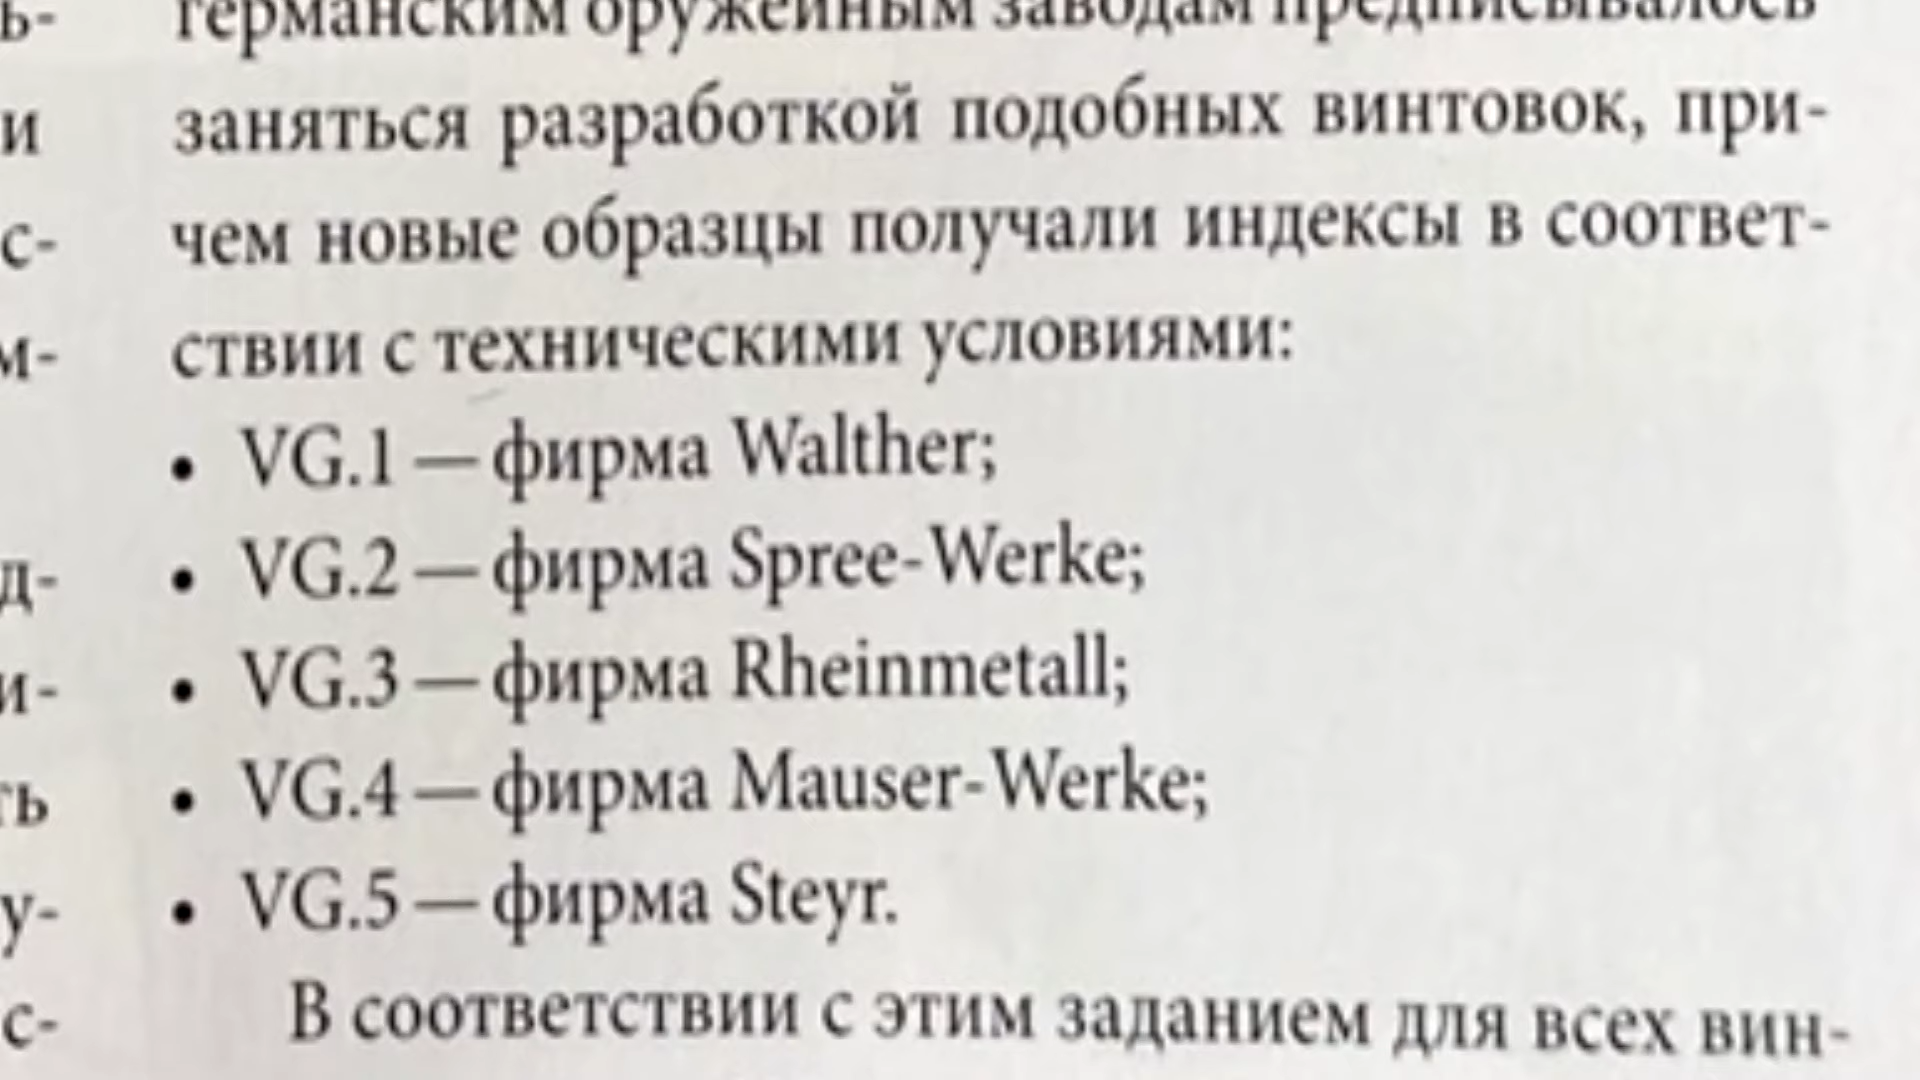 ь-
и
с-
м-
д-
и-
ть
у-
с-
германским оружейным заводам предписывалось
заняться разработкой подобных винтовок, при-
чем новые образцы получали индексы в соответ-
ствии с техническими условиями:
• VG.1 — фирма Walther;
• VG.2 — фирма Spree-Werke;
• VG.3 — фирма Rheinmetall;
• VG.4 — фирма Mauser-Werke;
• VG.5 — фирма Steyr.
В соответствии с этим заданием для всех вин-